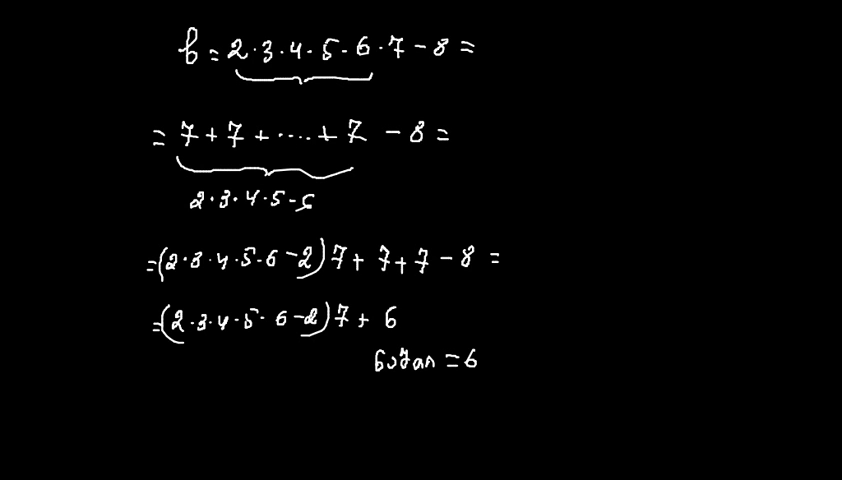 b = 2·3·4·5·6·7 - 8 =
= 7 + 7 + .... + 7 - 8 =
2·3·4·5·6
= (2·3·4·5·6 - 2) 7 + 7 + 7 - 8 =
= (2·3·4·5·6 - 2) 7 + 6
= 6